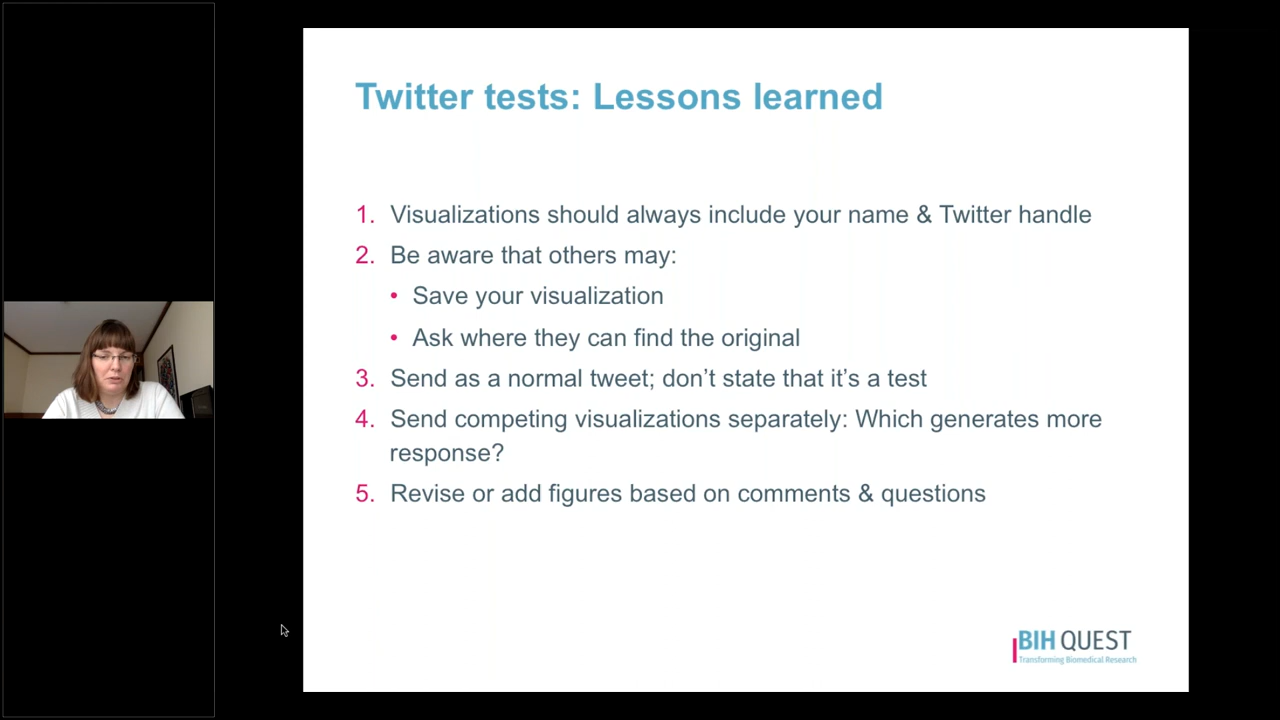 Twitter tests: Lessons learned
1. Visualizations should always include your name & Twitter handle
2. Be aware that others may:
• Save your visualization
• Ask where they can find the original
3. Send as a normal tweet; don’t state that it’s a test
4. Send competing visualizations separately: Which generates more
response?
5. Revise or add figures based on comments & questions
BIH QUEST
Transforming Biomedical Research